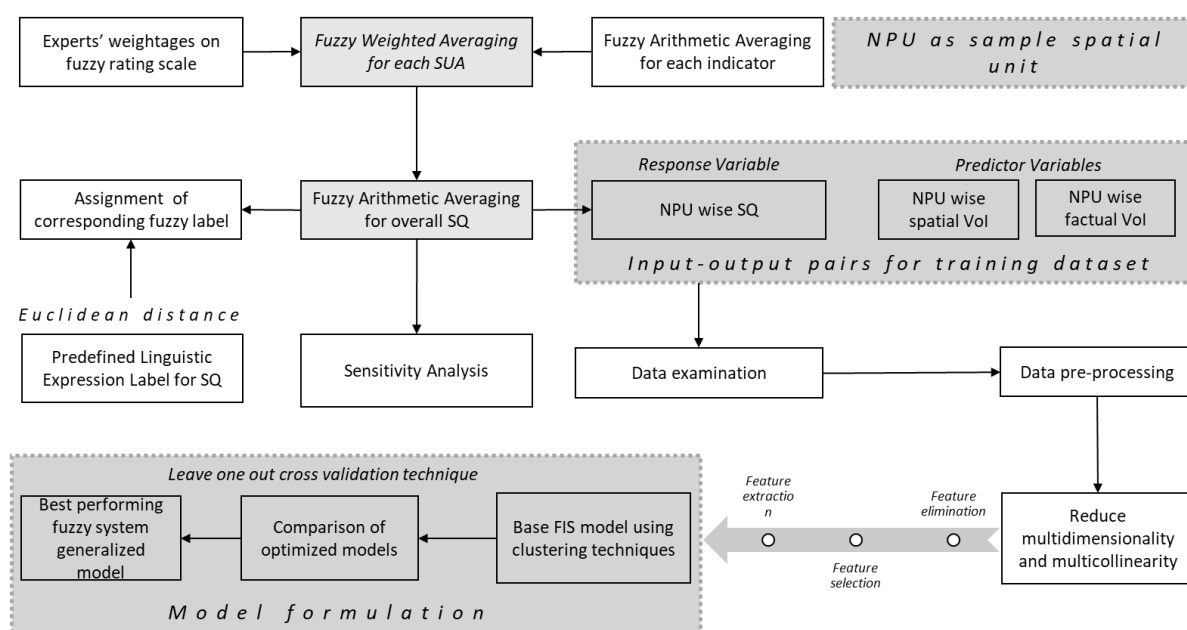 Experts' weightages on
fuzzy rating scale
Fuzzy Weighted Averaging
for each SUA
Fuzzy Arithmetic Averaging
for each indicator
NPU as sample spatial
unit
Assignment of
corresponding fuzzy label
Fuzzy Arithmetic Averaging
for overall SQ
Response Variable
NPU wise SQ
Predictor Variables
NPU wise
spatial VoI
NPU wise
factual VoI
Input-output pairs for training dataset
Euclidean distance
Predefined Linguistic
Expression Label for SQ
Sensitivity Analysis
Data examination
Data pre-processing
Leave one out cross validation technique
Best performing
fuzzy system
generalized
model
Comparison of
optimized models
Base FIS model using
clustering techniques
Model formulation
Feature
extractio
n
Feature
selection
Feature
elimination
Reduce
multidimensionality
and multicollinearity